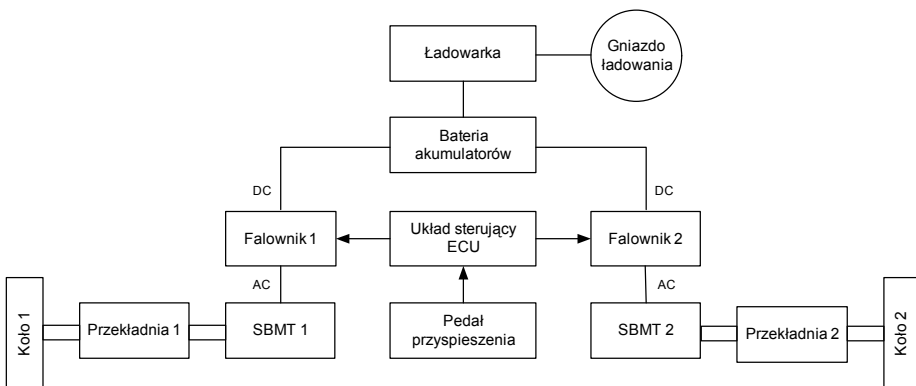 Ładowarka
Gniazdo
ładowania
Bateria
akumulatorów
DC
DC
Falownik 1
Układ sterujący
ECU
Falownik 2
AC
AC
Koło 1
Przekładnia 1
SBMT 1
Pedał
przyspieszenia
SBMT 2
Przekładnia 2
Koło 2